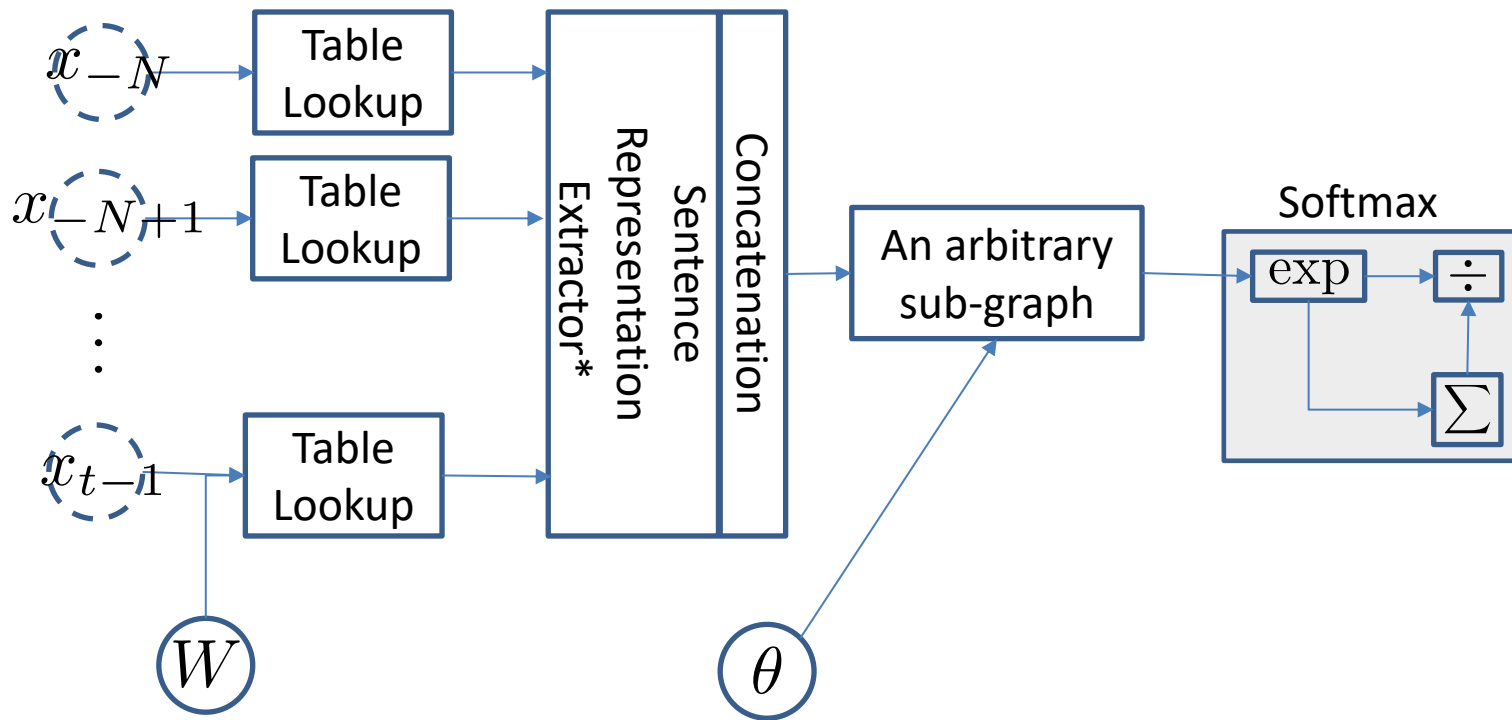 x_{-N}
Table
Lookup
x_{-N+1}
Table
Lookup
⋮
x_{t-1}
Table
Lookup
W
Sentence
Representation
Extractor*
Concatenation
An arbitrary
sub-graph
θ
Softmax
exp
÷
∑